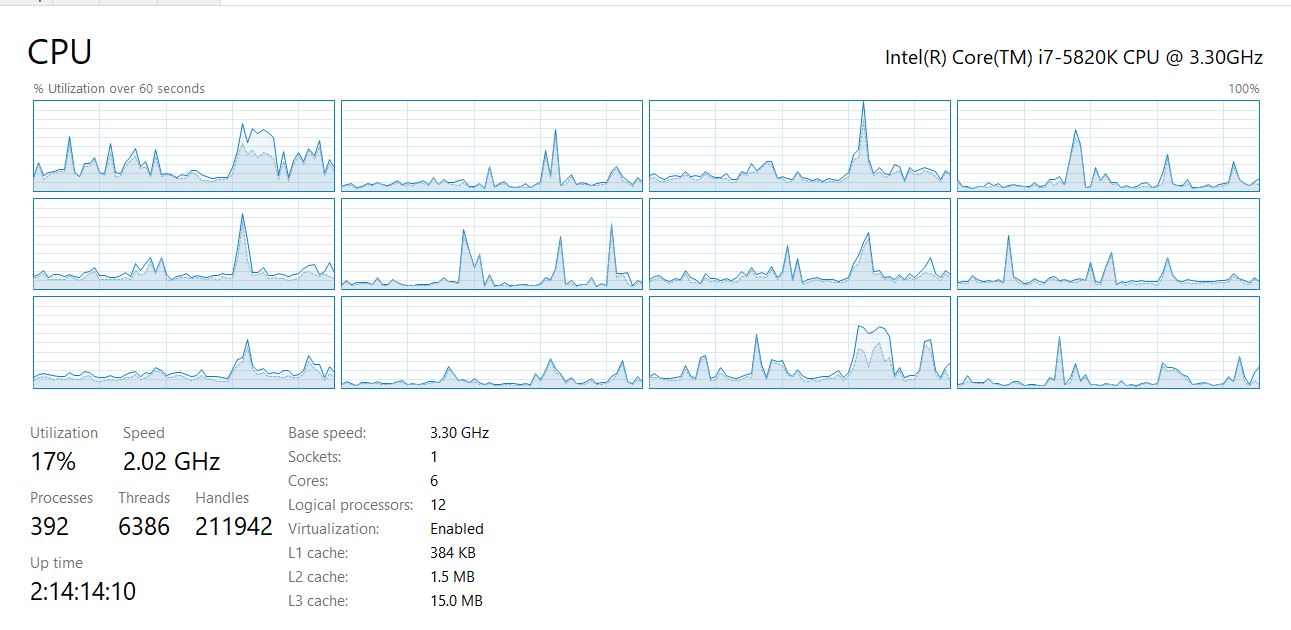 CPU
Intel(R) Core(TM) i7-5820K CPU @ 3.30GHz
% Utilization over 60 seconds
100%
Utilization
Speed
17%
2.02 GHz
Processes
Threads
Handles
392
6386
211942
Up time
2:14:14:10
Base speed: 3.30 GHz
Sockets: 1
Cores: 6
Logical processors: 12
Virtualization: Enabled
L1 cache: 384 KB
L2 cache: 1.5 MB
L3 cache: 15.0 MB